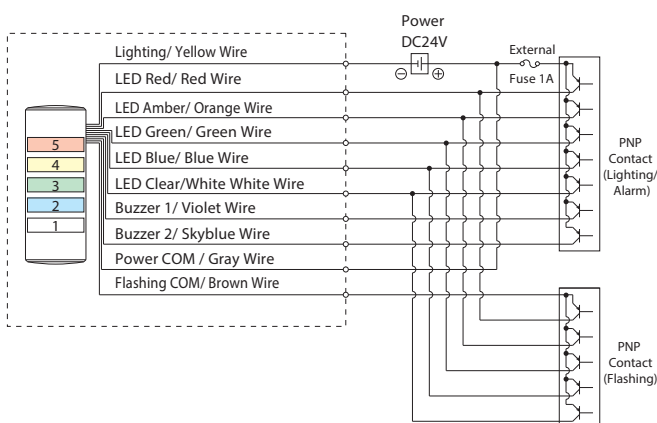 Power
DC24V
Lighting/ Yellow Wire
External
Fuse 1A
LED Red/ Red Wire
LED Amber/ Orange Wire
LED Green/ Green Wire
LED Blue/ Blue Wire
LED Clear/White White Wire
Buzzer 1/ Violet Wire
Buzzer 2/ Skyblue Wire
Power COM / Gray Wire
Flashing COM/ Brown Wire
5
4
3
2
1
PNP
Contact
(Lighting/
Alarm)
PNP
Contact
(Flashing)